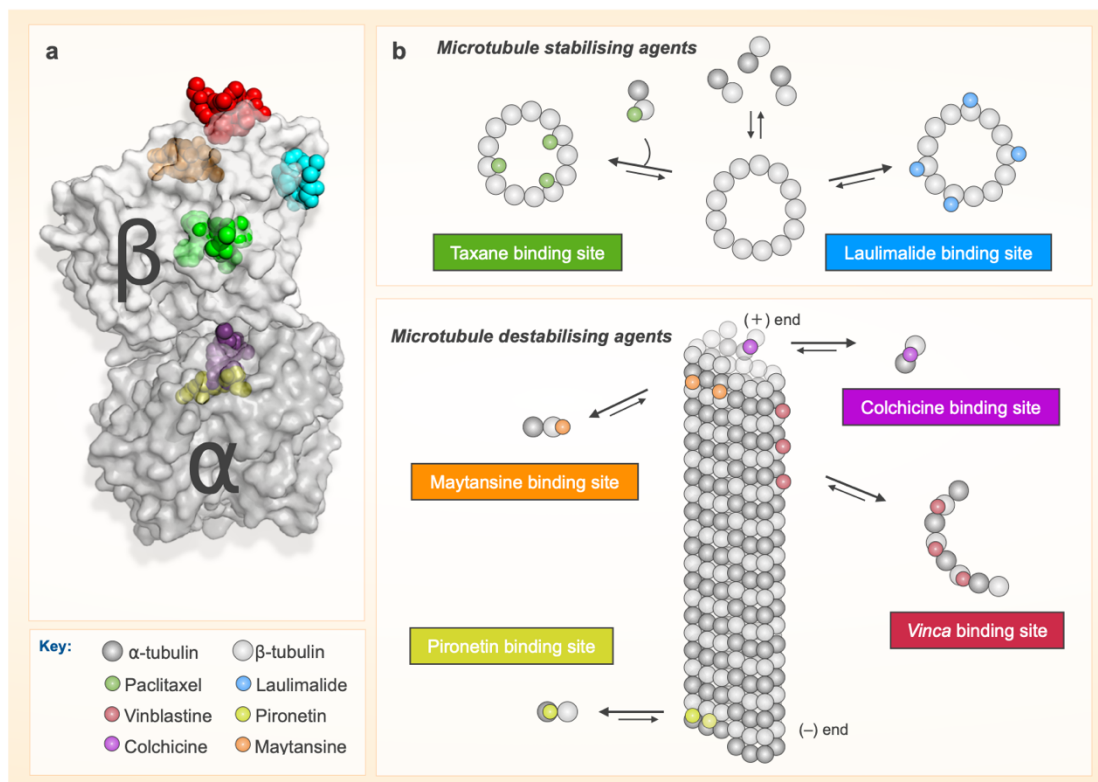 a
β
α
Key:
α-tubulin
β-tubulin
Paclitaxel
Laulimalide
Vinblastine
Pironetin
Colchicine
Maytansine
b
Microtubule stabilising agents
Taxane binding site
Laulimalide binding site
Microtubule destabilising agents
(+) end
Colchicine binding site
Maytansine binding site
Vinca binding site
Pironetin binding site
(–) end